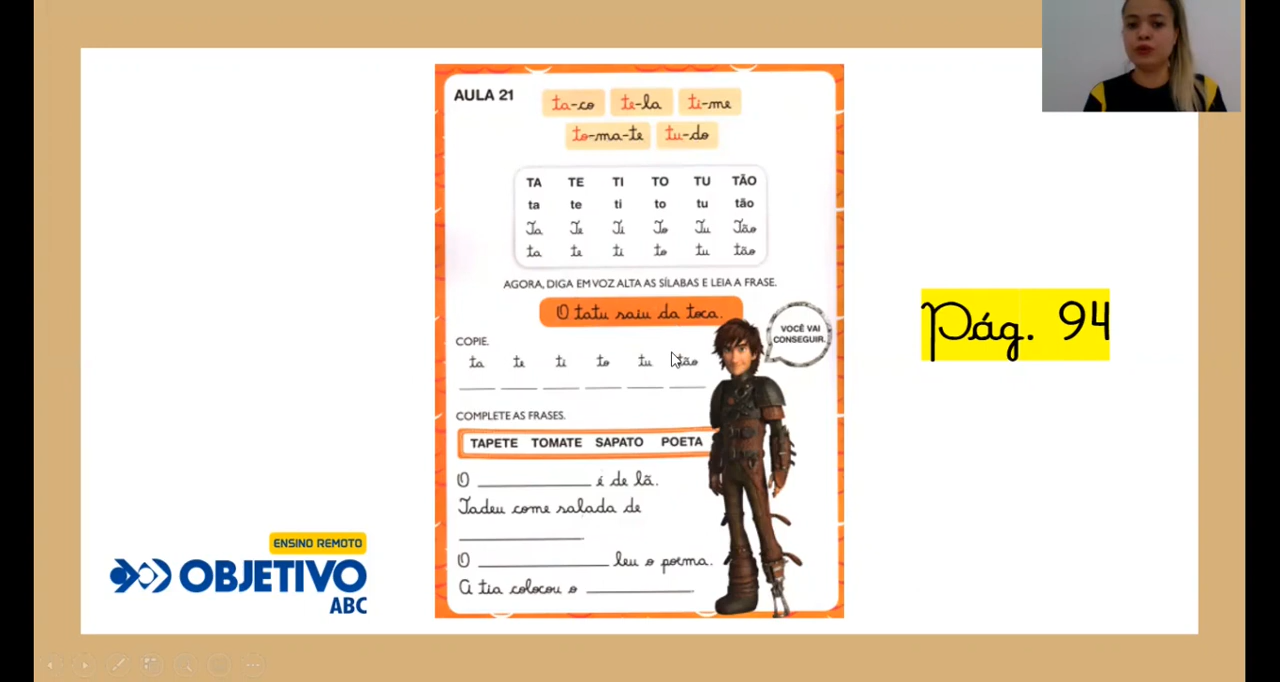 AULA 21
ta-co te-la ti-me
to-ma-te tu-do
TA TE TI TO TU TÃO
ta te ti to tu tão
Ta Te Ti To Tu Tão
ta te ti to tu tão
AGORA, DIGA EM VOZ ALTA AS SÍLABAS E LEIA A FRASE.
O tatu saiu da toca.
VOCÊ VAI
CONSEGUIR.
COPIE.
ta te ti to tu tão
COMPLETE AS FRASES.
TAPETE TOMATE SAPATO POETA
O ____________ é de lã.
Tadeu come salada de
____________
O ____________ leu o poema.
A tia colocou o ____________.
Pág. 94
ENSINO REMOTO
OBJETIVO
ABC